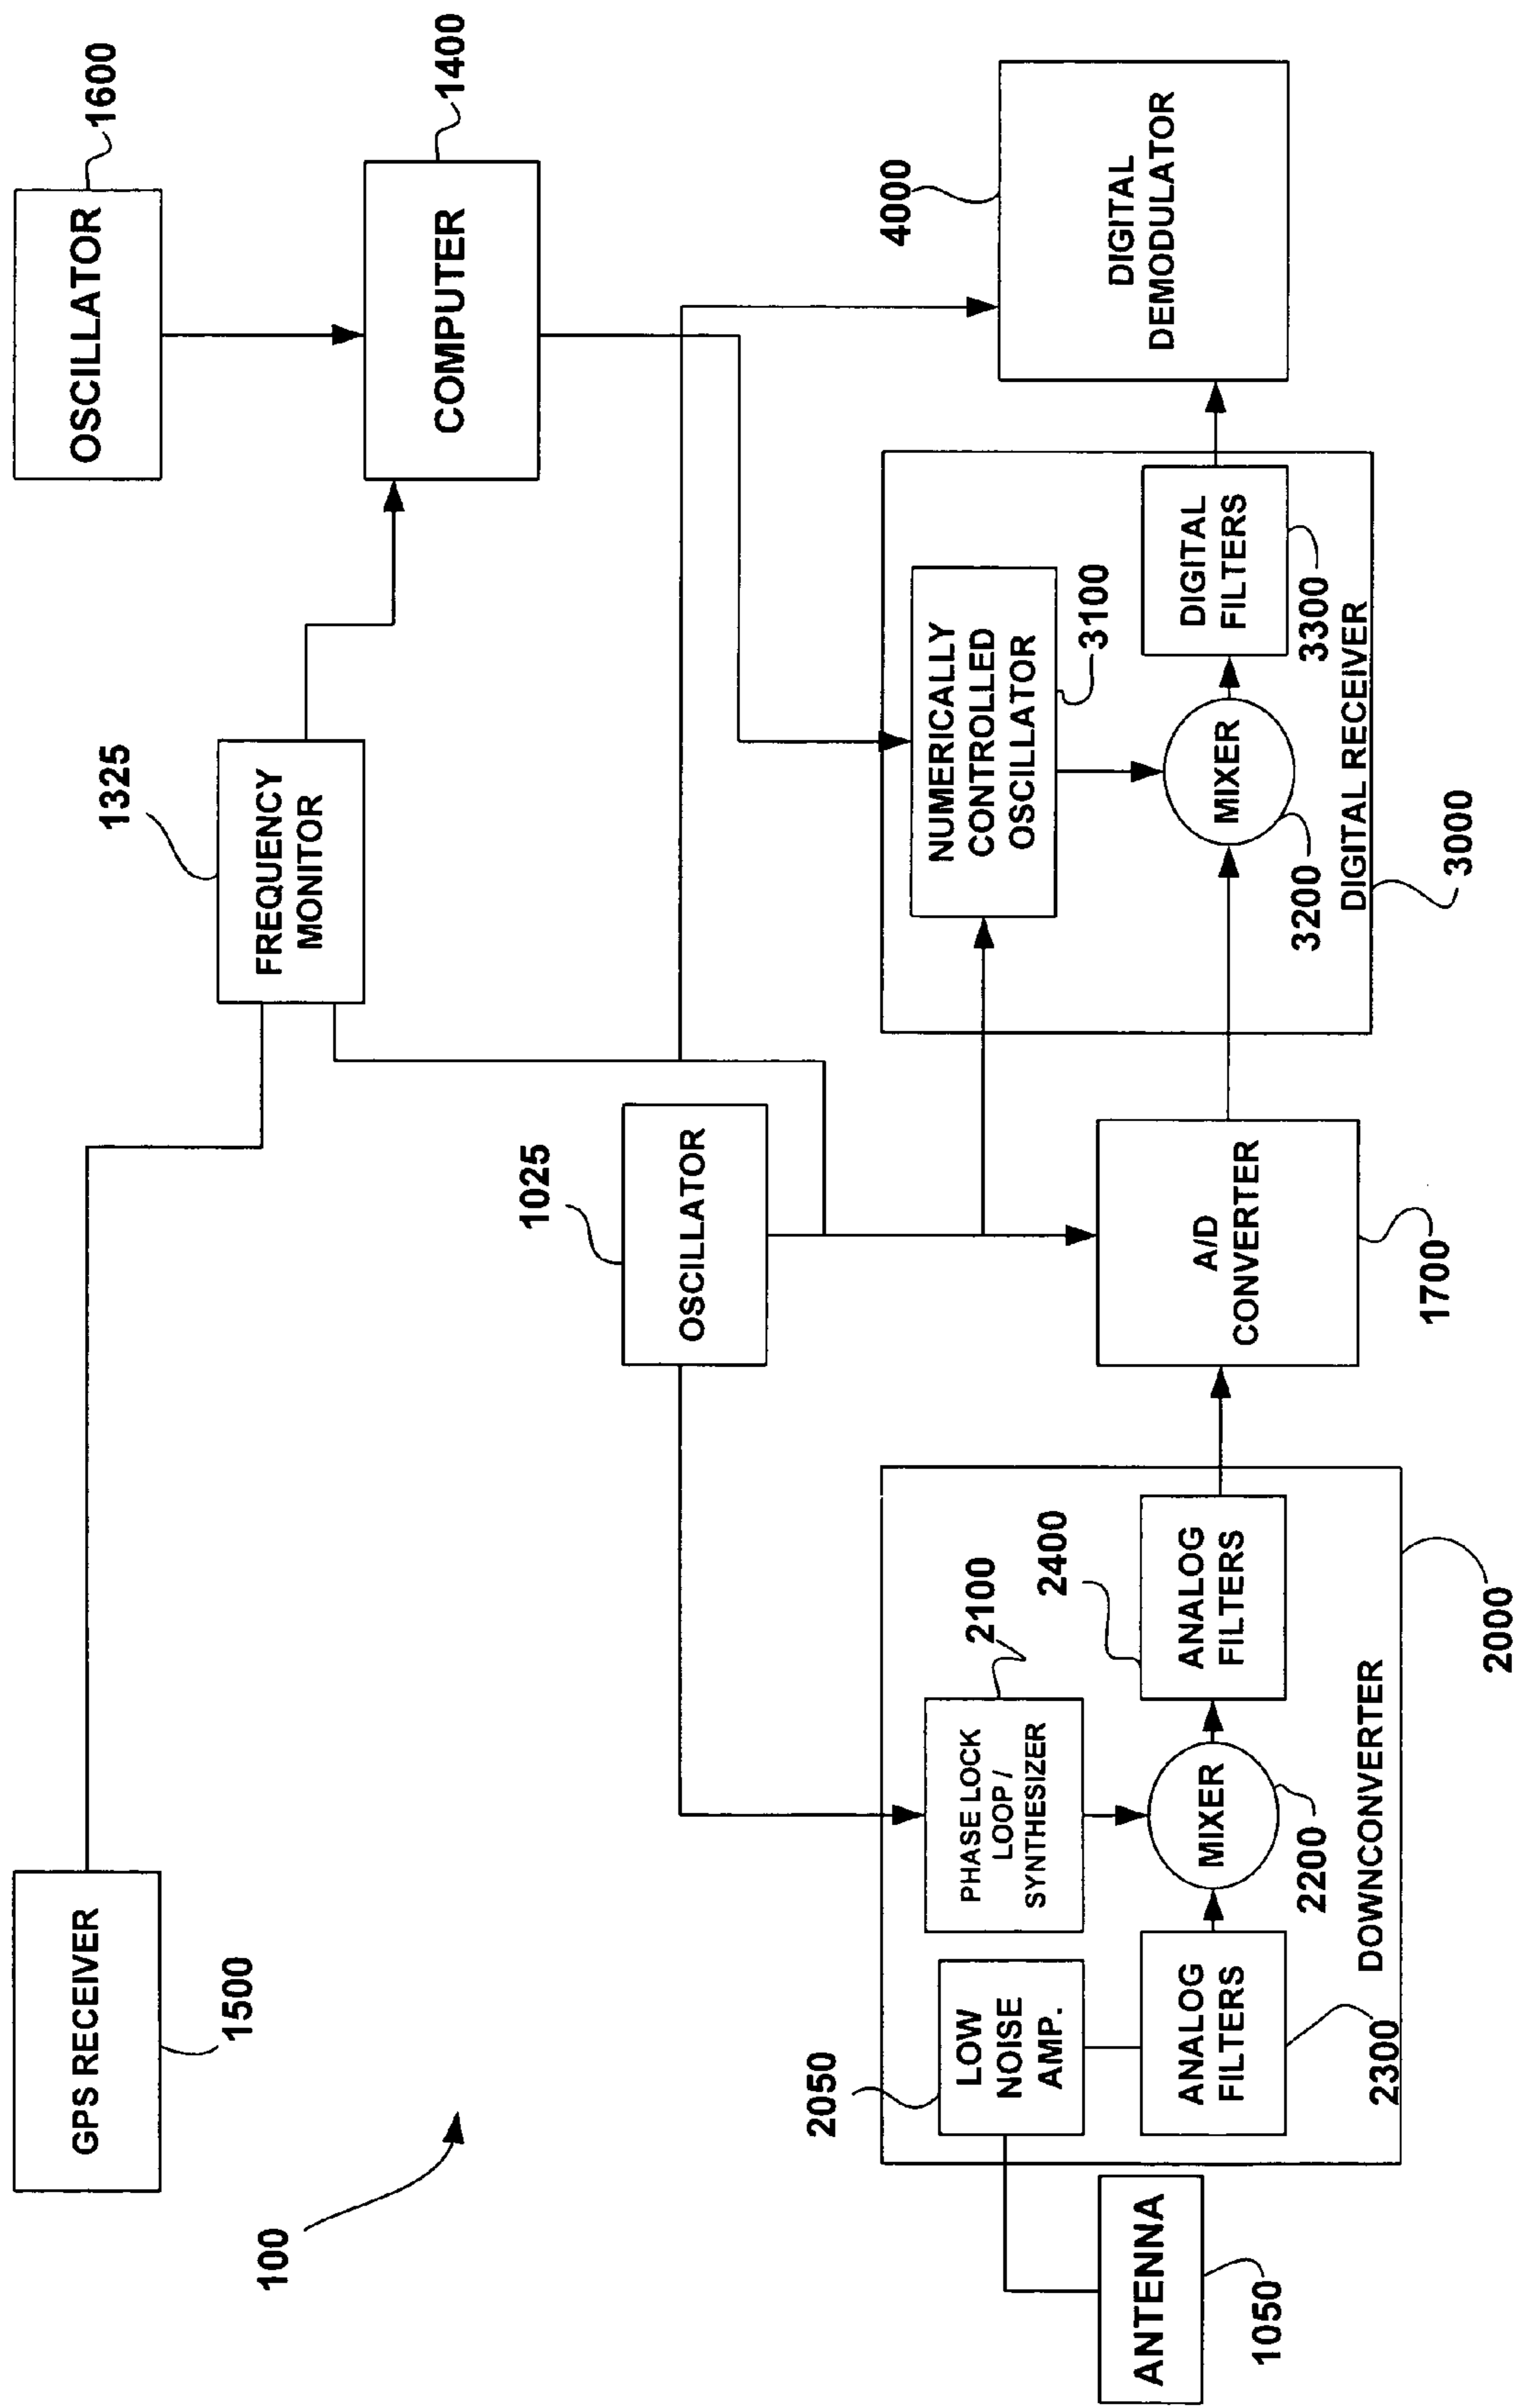 100
GPS RECEIVER
1500
FREQUENCY
MONITOR
1325
OSCILLATOR
1600
COMPUTER
1400
OSCILLATOR
1025
ANTENNA
1050
LOW
NOISE
AMP.
2050
PHASE LOCK
LOOP /
SYNTHESIZER
2100
ANALOG
FILTERS
2300
MIXER
2200
ANALOG
FILTERS
2400
DOWNCONVERTER
2000
A/D
CONVERTER
1700
NUMERICALLY
CONTROLLED
OSCILLATOR
3100
MIXER
3200
DIGITAL
FILTERS
3300
DIGITAL RECEIVER
3000
DIGITAL
DEMODULATOR
4000